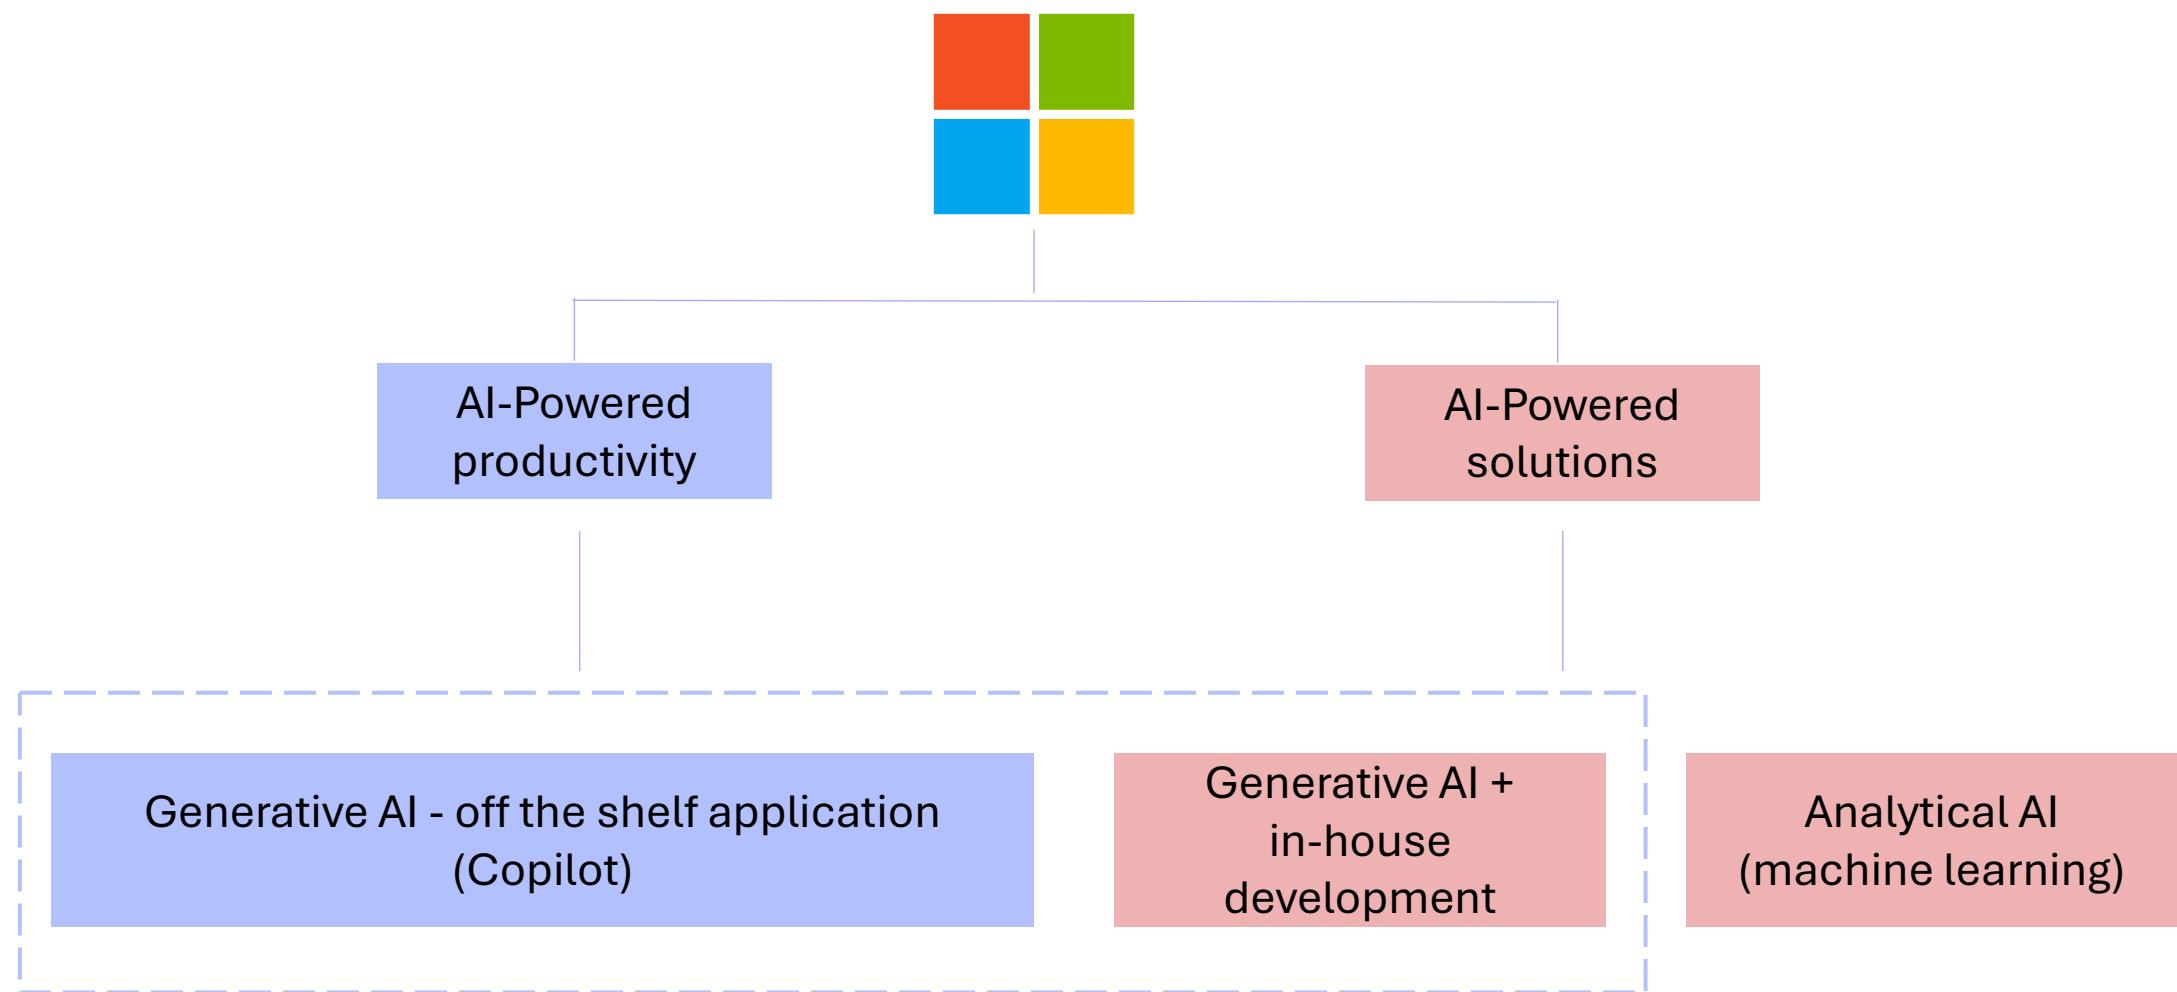 AI-Powered
productivity
AI-Powered
solutions
Generative AI - off the shelf application
(Copilot)
Generative AI +
in-house
development
Analytical AI
(machine learning)